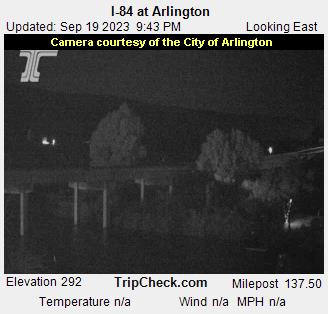 I-84 at Arlington
Updated: Sep 19 2023 9:43 PM Looking East
Camera courtesy of the City of Arlington
Elevation 292 TripCheck.com Milepost 137.50
Temperature n/a Wind n/a MPH n/a